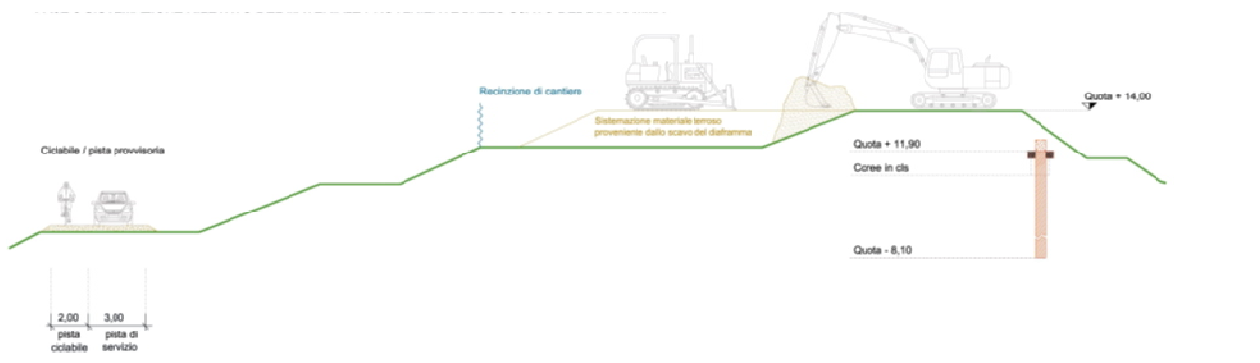 Recinzione di cantiere
Quota + 14,00
Sistemazione materiale terroso
proveniente dallo scavo del diaframma
Ciclabile / pista provvisoria
Quota + 11,90
in cls
Quota - 8,10
2,00
3,00
pista
ciclabile
pista di
servizio